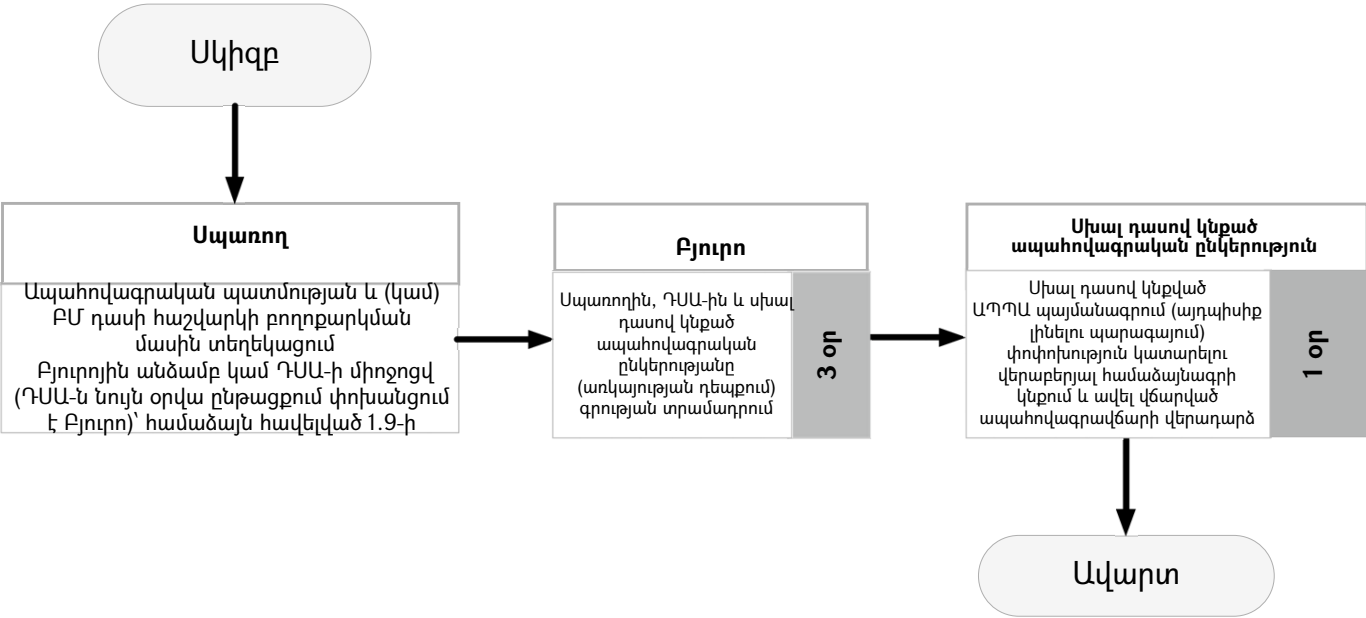 Սկիզբ
Սպառող
Ապահովագրական պատմության և (կամ)
ԲՄ դասի հաշվարկի բողոքարկման
մասին տեղեկացում
Բյուրոյին անձամբ կամ ԴՍԱ-ի միոջոցվ
(ԴՍԱ-ն նույն օրվա ընթացքում փոխանցում
է Բյուրո)՝ համաձայն հավելված 1.9-ի
Բյուրո
Սպառողին, ԴՍԱ-ին և սխալ
դասով կնքած
ապահովագրական
ընկերությանը
(առկայության դեպքում)
գրության տրամադրում
3 օր
Սխալ դասով կնքած
ապահովագրական ընկերություն
Սխալ դասով կնքված
ԱՊՊԱ պայմանագրում (այդպիսիք
լինելու պարագայում)
փոփոխություն կատարելու
վերաբերյալ համաձայնագրի
կնքում և ավել վճարված
ապահովագրավճարի վերադարձ
1 օր
Ավարտ